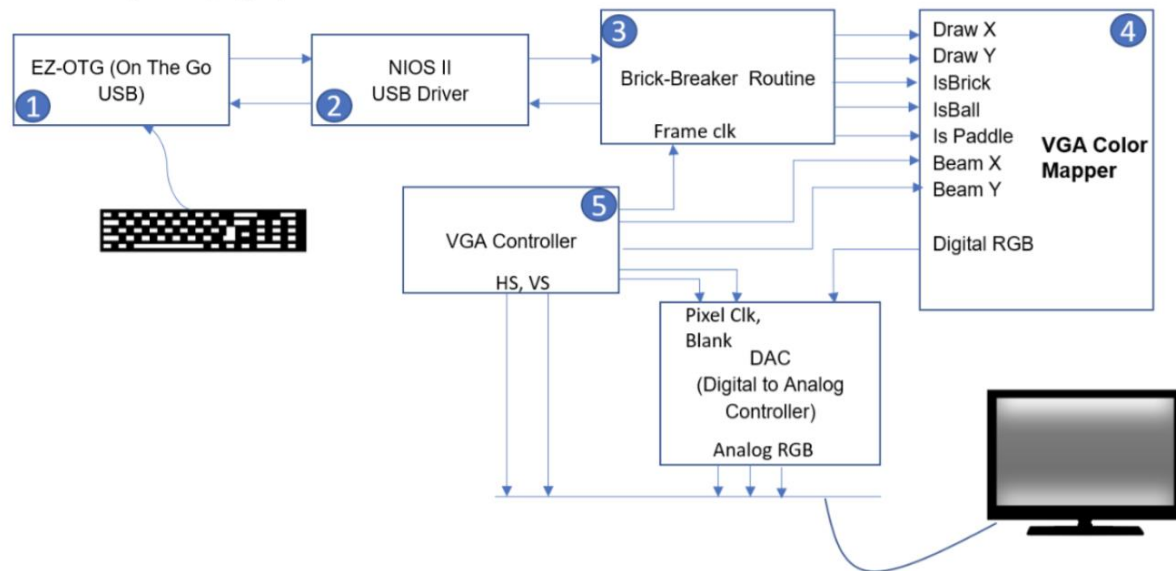 1
EZ-OTG (On The Go
USB)
2
NIOS II
USB Driver
3
Brick-Breaker Routine
Frame clk
4
Draw X
Draw Y
IsBrick
IsBall
Is Paddle
Beam X
Beam Y
VGA Color
Mapper
Digital RGB
5
VGA Controller
HS, VS
Pixel Clk,
Blank
DAC
(Digital to Analog
Controller)
Analog RGB